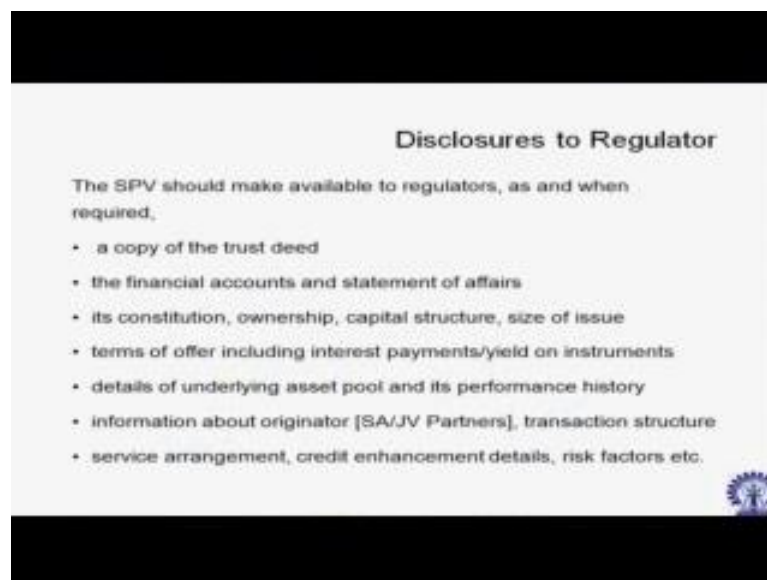 Disclosures to Regulator
The SPV should make available to regulators, as and when
required,
• a copy of the trust deed
• the financial accounts and statement of affairs
• its constitution, ownership, capital structure, size of issue
• terms of offer including interest payments/yield on instruments
• details of underlying asset pool and its performance history
• information about originator [SA/JV Partners], transaction structure
• service arrangement, credit enhancement details, risk factors etc.